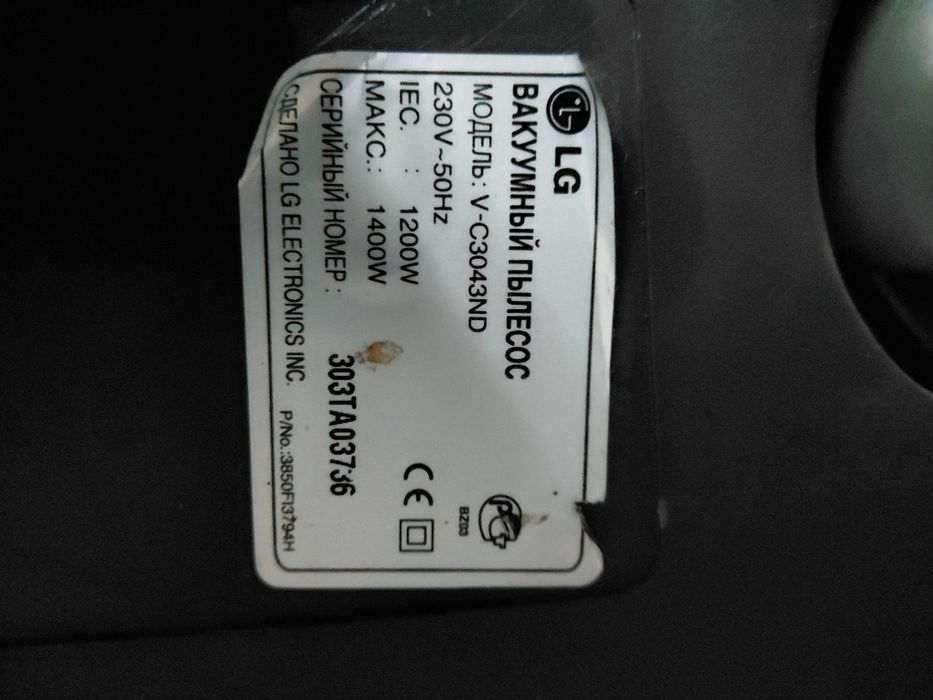 LG
ВАКУУМНЫЙ ПЫЛЕСОС
МОДЕЛЬ: V-C3043ND
230V~50Hz
IEC. : 1200W
МАКС.: 1400W
СЕРИЙНЫЙ НОМЕР :
303TA03736
СДЕЛАНО LG ELECTRONICS INC.
P/No.:3850FI3794H
CE
BZ03